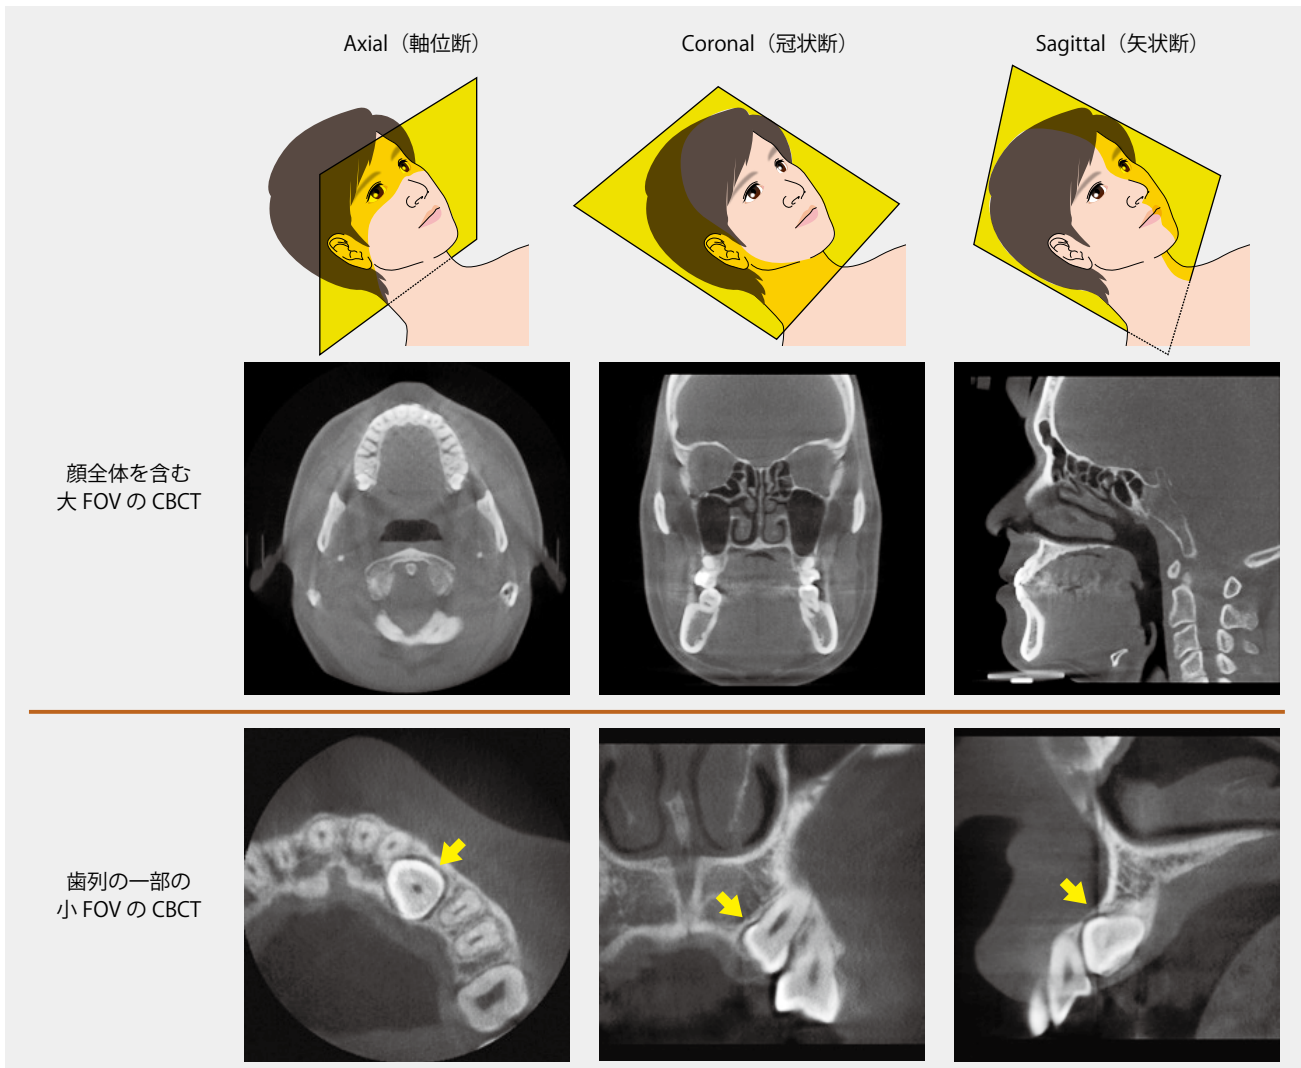 Axial（軸位断）
Coronal（冠状断）
Sagittal（矢状断）
顔全体を含む
大 FOV の CBCT
歯列の一部の
小 FOV の CBCT